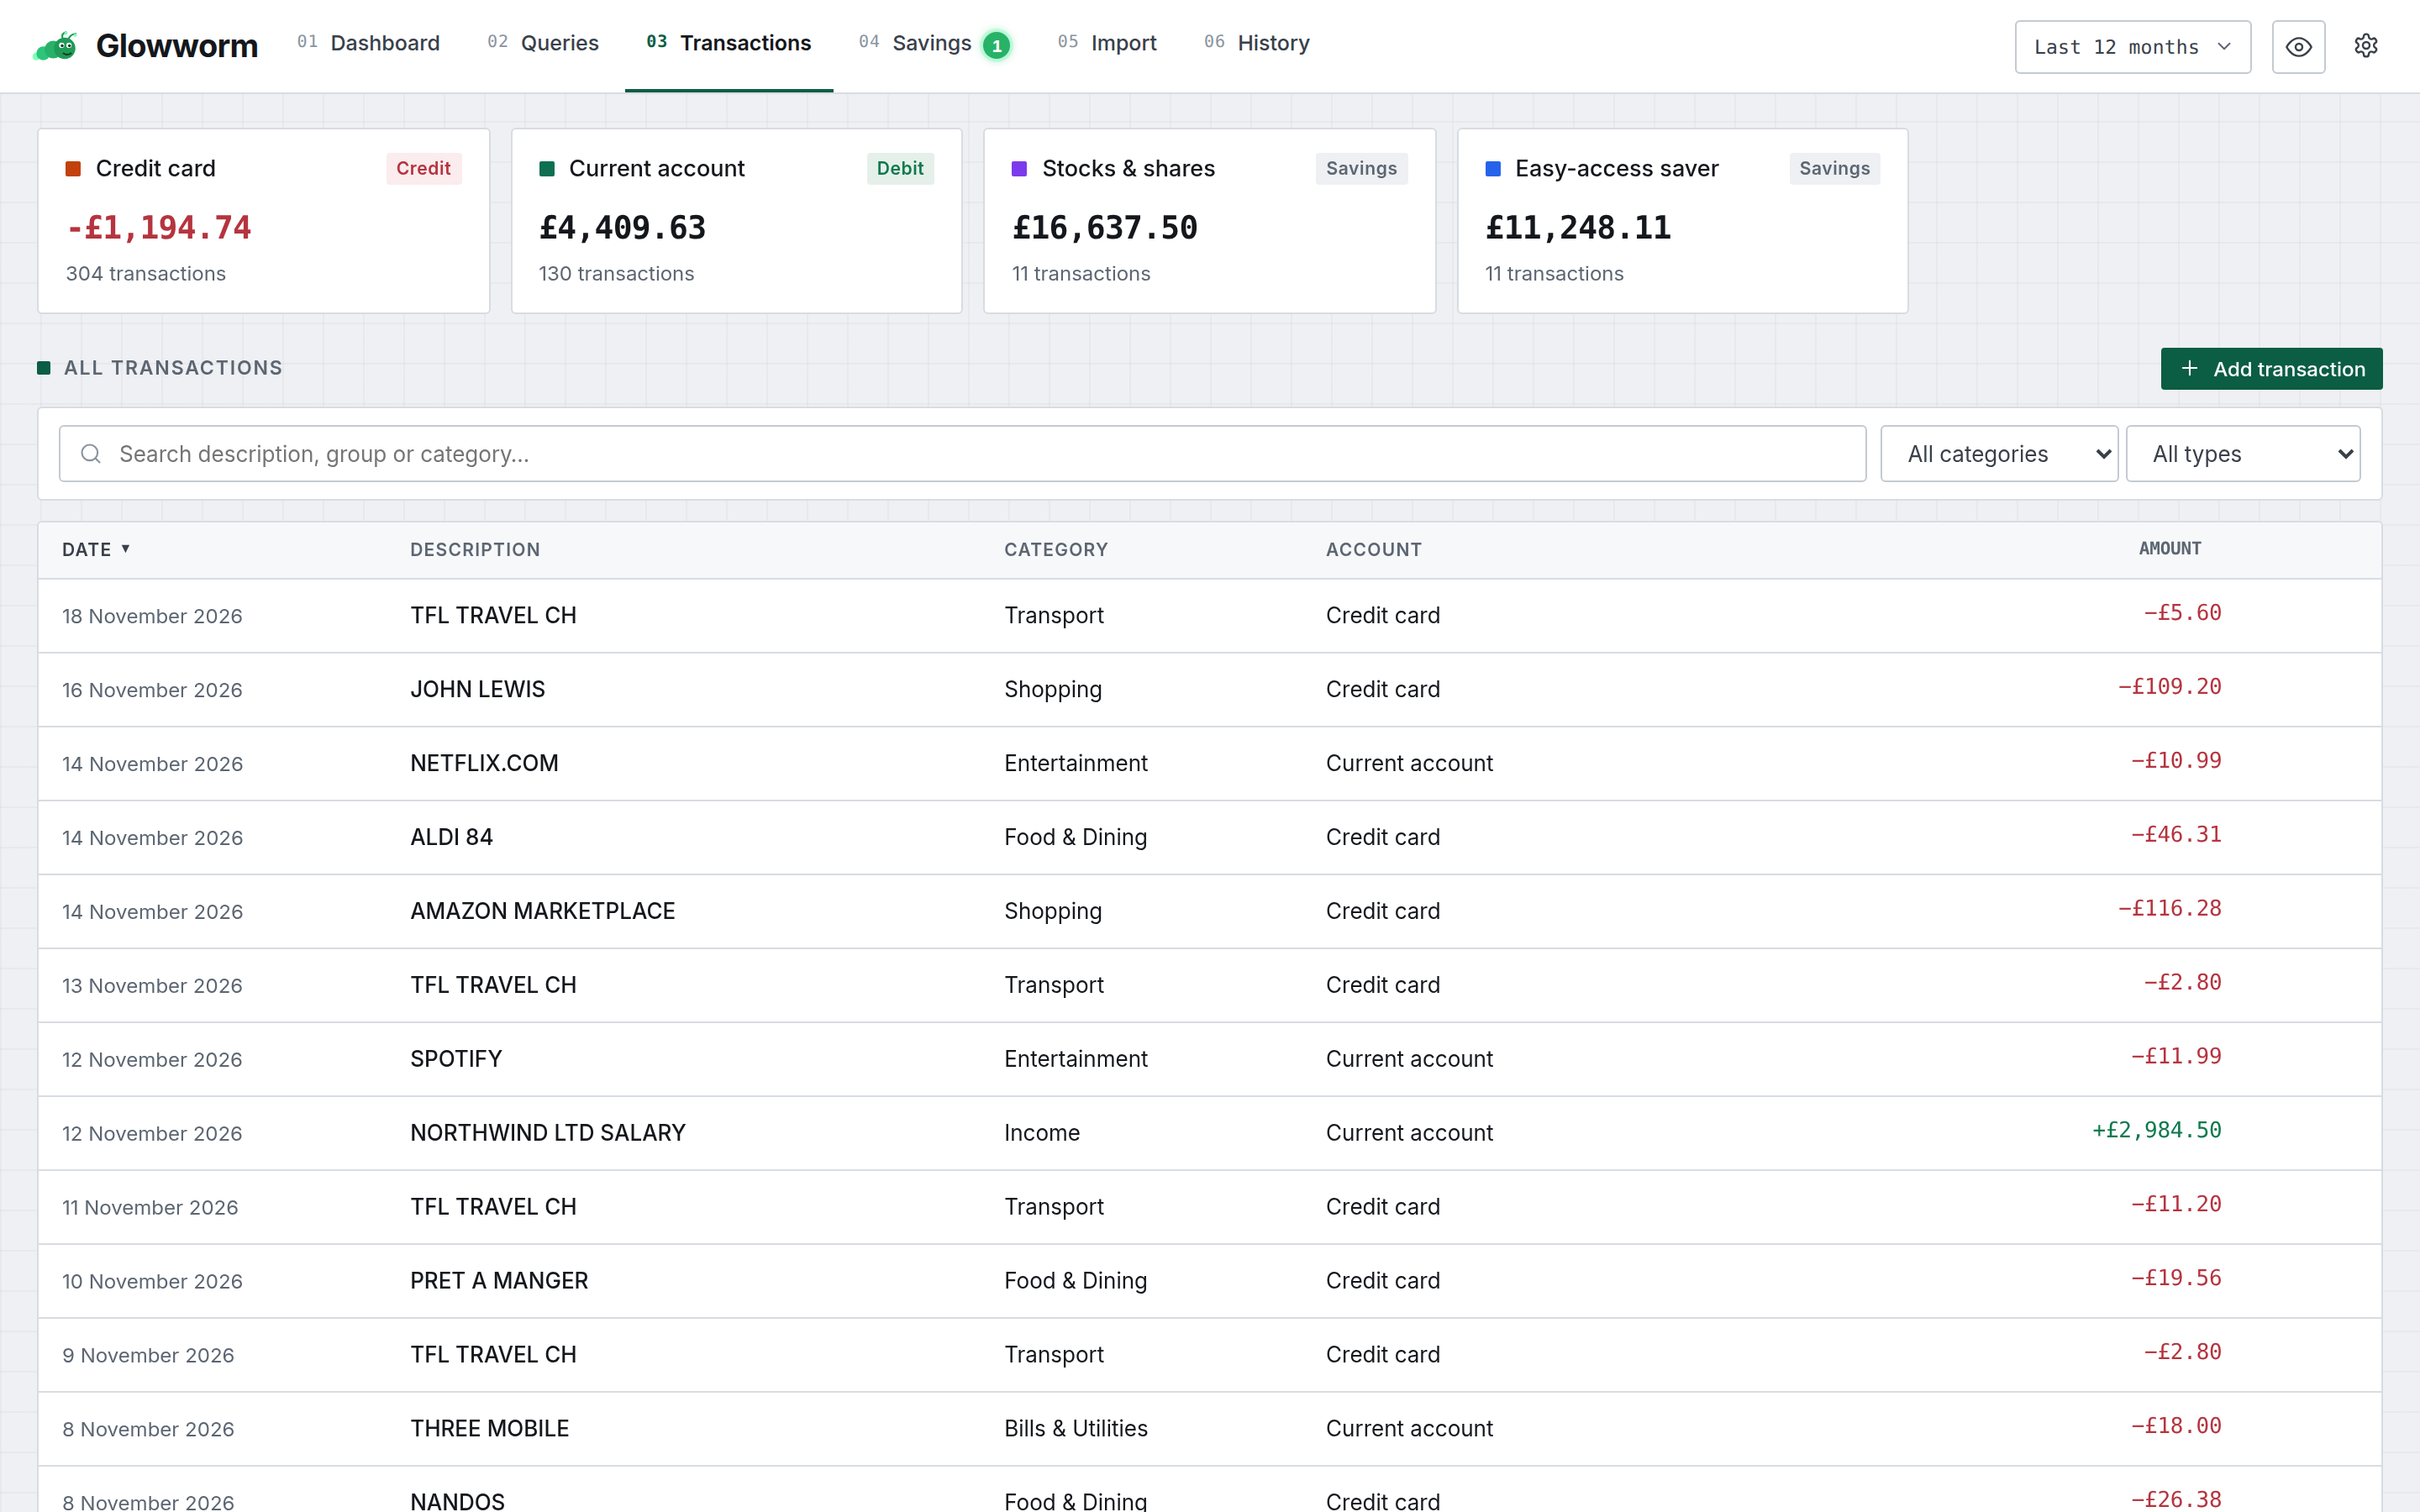 Glowworm 01 Dashboard 02 Queries 03 Transactions 04 Savings 1 05 Import 06 History Last 12 months
Credit card Credit
-£1,194.74
304 transactions
Current account Debit
£4,409.63
130 transactions
Stocks & shares Savings
£16,637.50
11 transactions
Easy-access saver Savings
£11,248.11
11 transactions
ALL TRANSACTIONS + Add transaction
Search description, group or category... All categories All types
DATE ▼ DESCRIPTION CATEGORY ACCOUNT AMOUNT
18 November 2026 TFL TRAVEL CH Transport Credit card −£5.60
16 November 2026 JOHN LEWIS Shopping Credit card −£109.20
14 November 2026 NETFLIX.COM Entertainment Current account −£10.99
14 November 2026 ALDI 84 Food & Dining Credit card −£46.31
14 November 2026 AMAZON MARKETPLACE Shopping Credit card −£116.28
13 November 2026 TFL TRAVEL CH Transport Credit card −£2.80
12 November 2026 SPOTIFY Entertainment Current account −£11.99
12 November 2026 NORTHWIND LTD SALARY Income Current account +£2,984.50
11 November 2026 TFL TRAVEL CH Transport Credit card −£11.20
10 November 2026 PRET A MANGER Food & Dining Credit card −£19.56
9 November 2026 TFL TRAVEL CH Transport Credit card −£2.80
8 November 2026 THREE MOBILE Bills & Utilities Current account −£18.00
8 November 2026 NANDOS Food & Dining Credit card −£26.38